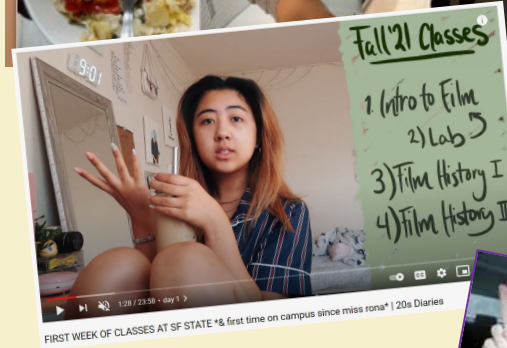 9:01
Fall'21 Classes
1. Intro to Film
2) Lab
3) Film History I
4) Film History II
1:28 / 23:58 • day 1 >
CC
FIRST WEEK OF CLASSES AT SF STATE *& first time on campus since miss rona* | 20s Diaries